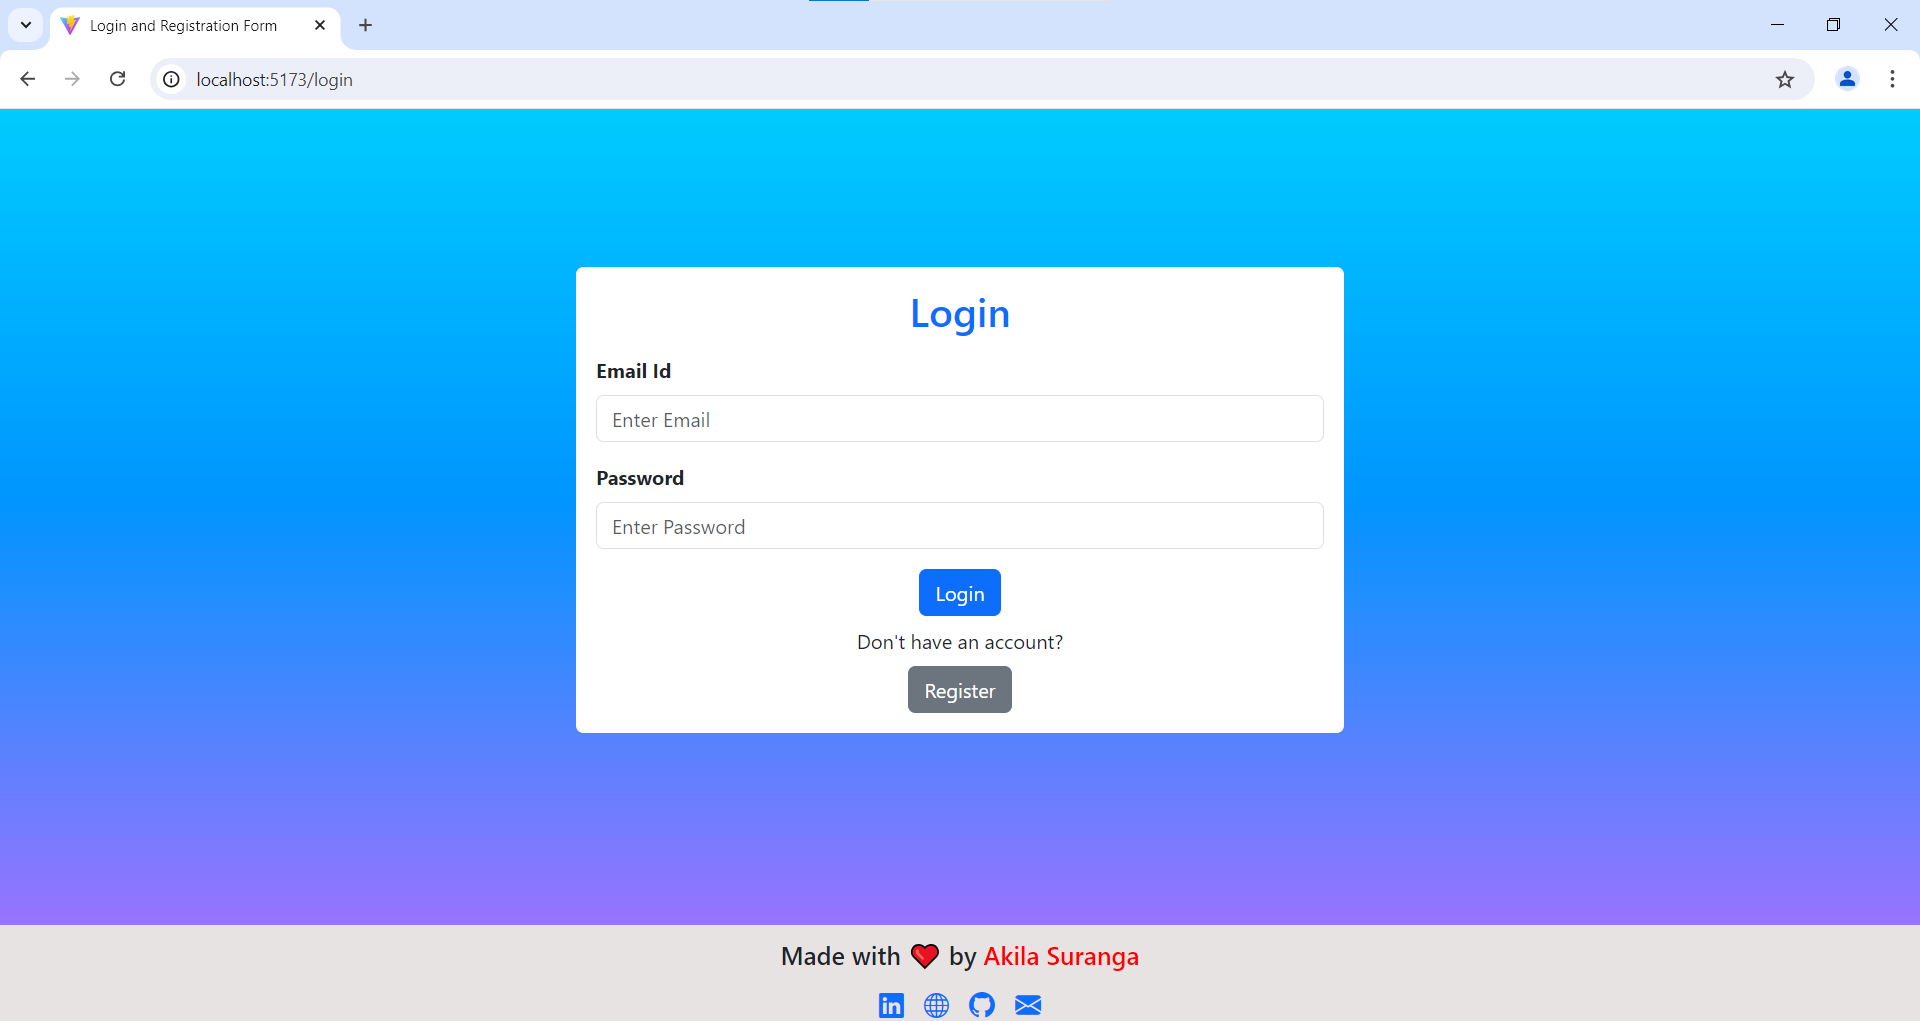 Login and Registration Form
localhost:5173/login
Login
Email Id
Enter Email
Password
Enter Password
Login
Don't have an account?
Register
Made with ❤ by Akila Suranga
in